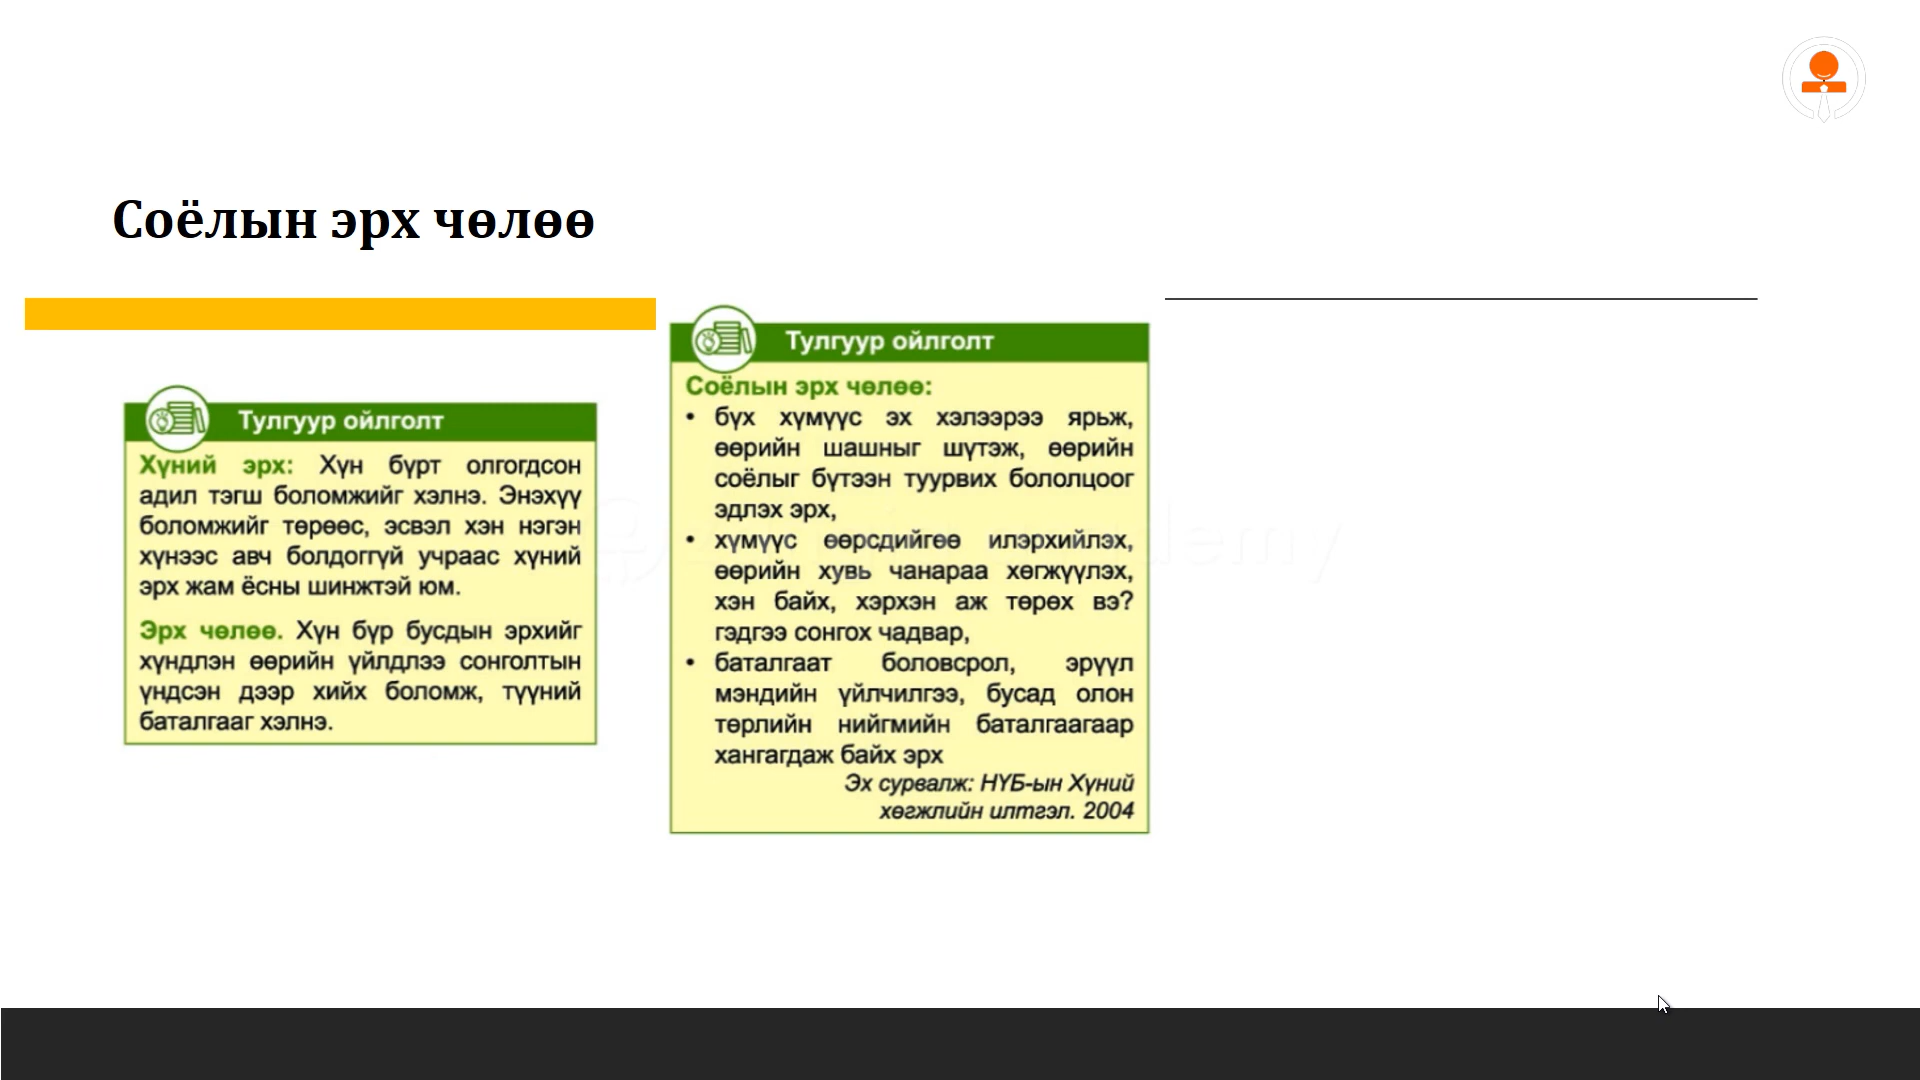 Соёлын эрх чөлөө
Тулгуур ойлголт
Хүний эрх: Хүн бүрт олгогдсон
адил тэгш боломжийг хэлнэ. Энэхүү
боломжийг төрөөс, эсвэл хэн нэгэн
хүнээс авч болдоггүй учраас хүний
эрх жам ёсны шинжтэй юм.
Эрх чөлөө. Хүн бүр бусдын эрхийг
хүндлэн өөрийн үйлдлээ сонголтын
үндсэн дээр хийх боломж, түүний
баталгааг хэлнэ.
Тулгуур ойлголт
Соёлын эрх чөлөө:
• бүх хүмүүс эх хэлээрээ ярьж,
өөрийн шашныг шүтэж, өөрийн
соёлыг бүтээн туурвих бололцоог
эдлэх эрх,
• хүмүүс өөрсдийгөө илэрхийлэх,
өөрийн хувь чанараа хөгжүүлэх,
хэн байх, хэрхэн аж төрөх вэ?
гэдгээ сонгох чадвар,
• баталгаат боловсрол, эрүүл
мэндийн үйлчилгээ, бусад олон
төрлийн нийгмийн баталгаагаар
хангагдаж байх эрх
Эх сурвалж: НҮБ-ын Хүний
хөгжлийн илтгэл. 2004